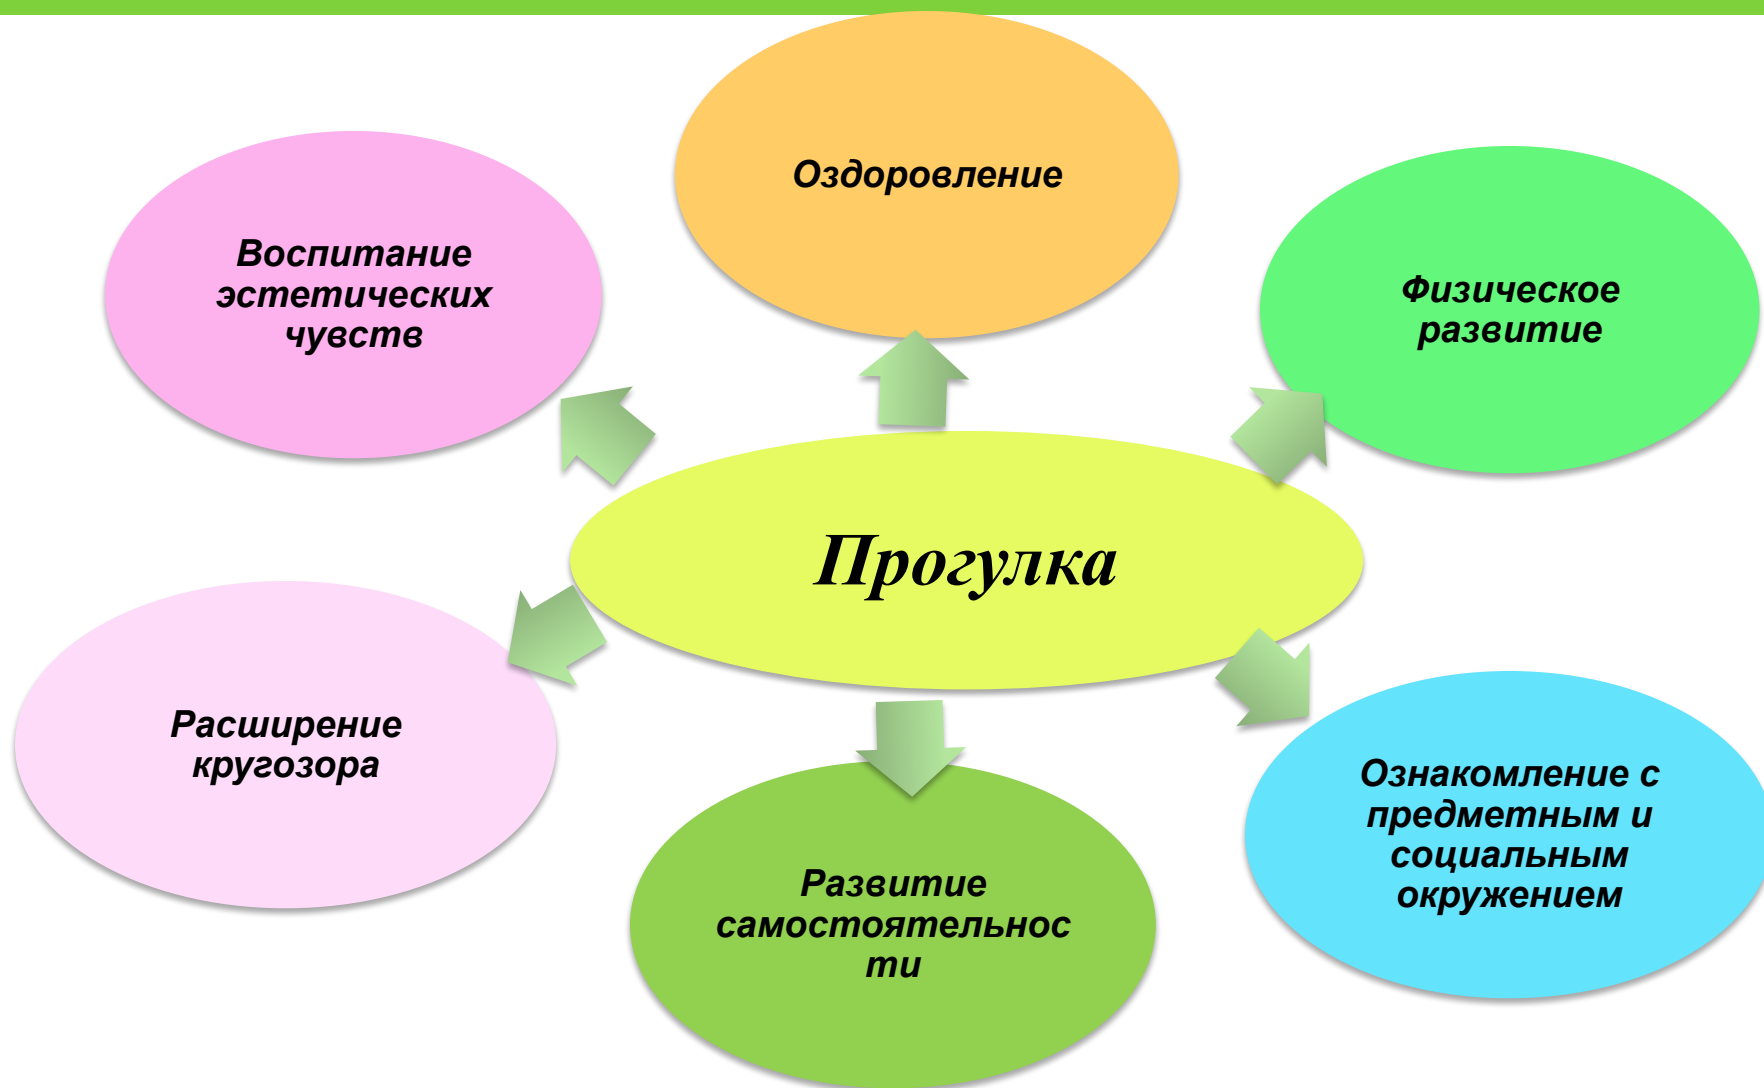 Оздоровление
Воспитание
эстетических
чувств
Физическое
развитие
Прогулка
Расширение
кругозора
Ознакомление с
предметным и
социальным
окружением
Развитие
самостоятельнос
ти